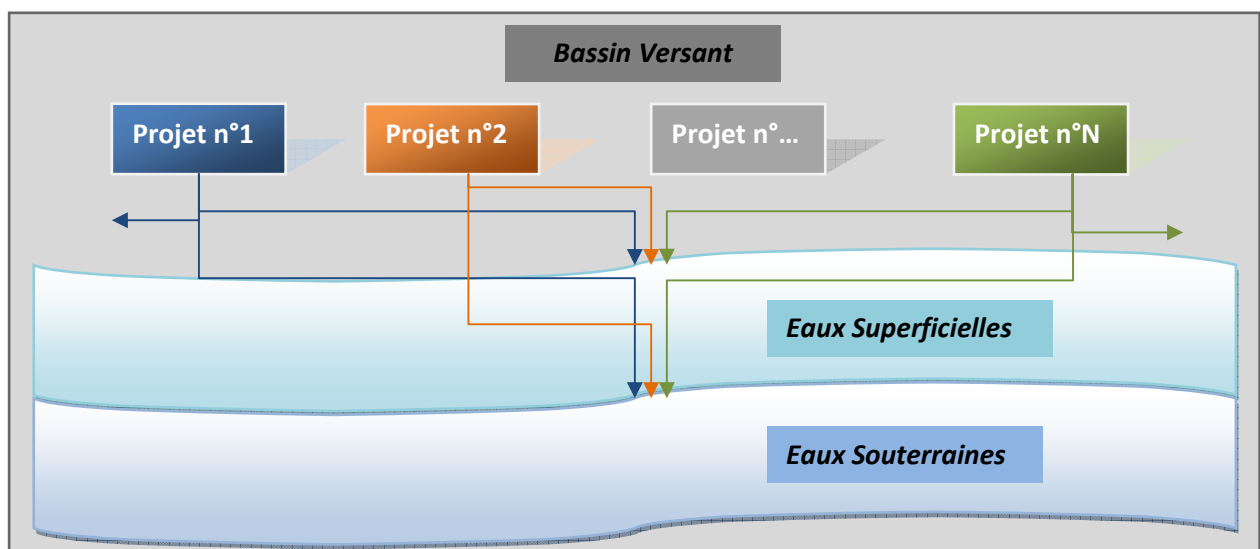 Bassin Versant
Projet n°1
Projet n°2
Projet n°...
Projet n°N
Eaux Superficielles
Eaux Souterraines